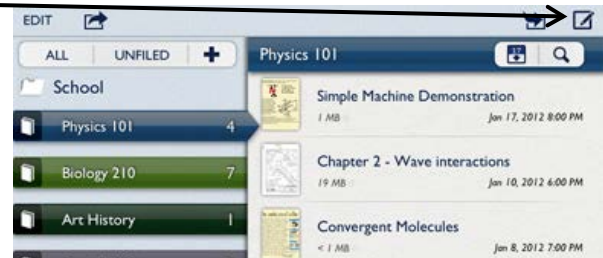 EDIT
ALL UNFILED +
School
Physics 101 4
Biology 210 7
Art History 1
Physics 101
17
Simple Machine Demonstration
1 MB Jan 17, 2012 8:00 PM
Chapter 2 - Wave interactions
19 MB Jan 10, 2012 6:00 PM
Convergent Molecules
< 1 MB Jan 8, 2012 7:00 PM